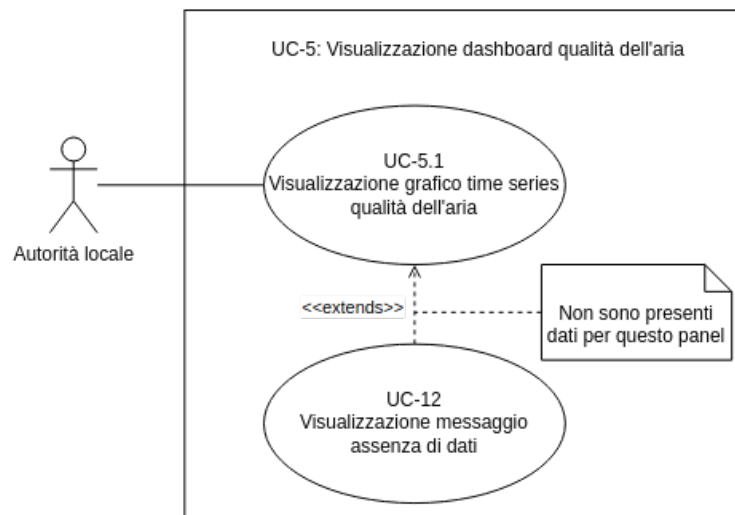 UC-5: Visualizzazione dashboard qualità dell'aria
UC-5.1
Visualizzazione grafico time series
qualità dell'aria
Autorità locale
<<extends>>
Non sono presenti
dati per questo panel
UC-12
Visualizzazione messaggio
assenza di dati